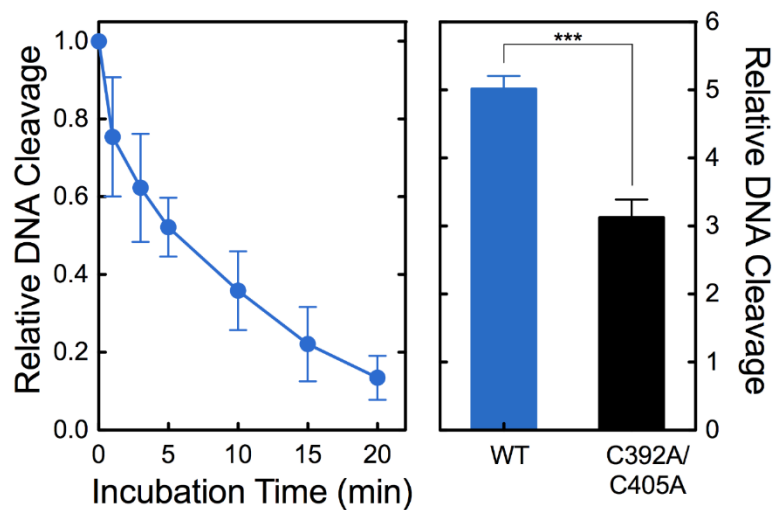 Relative DNA Cleavage
1.0
0.8
0.6
0.4
0.2
0.0
0 5 10 15 20
Incubation Time (min)
***
6
5
4
3
2
1
0
Relative DNA Cleavage
WT
C392A/
C405A